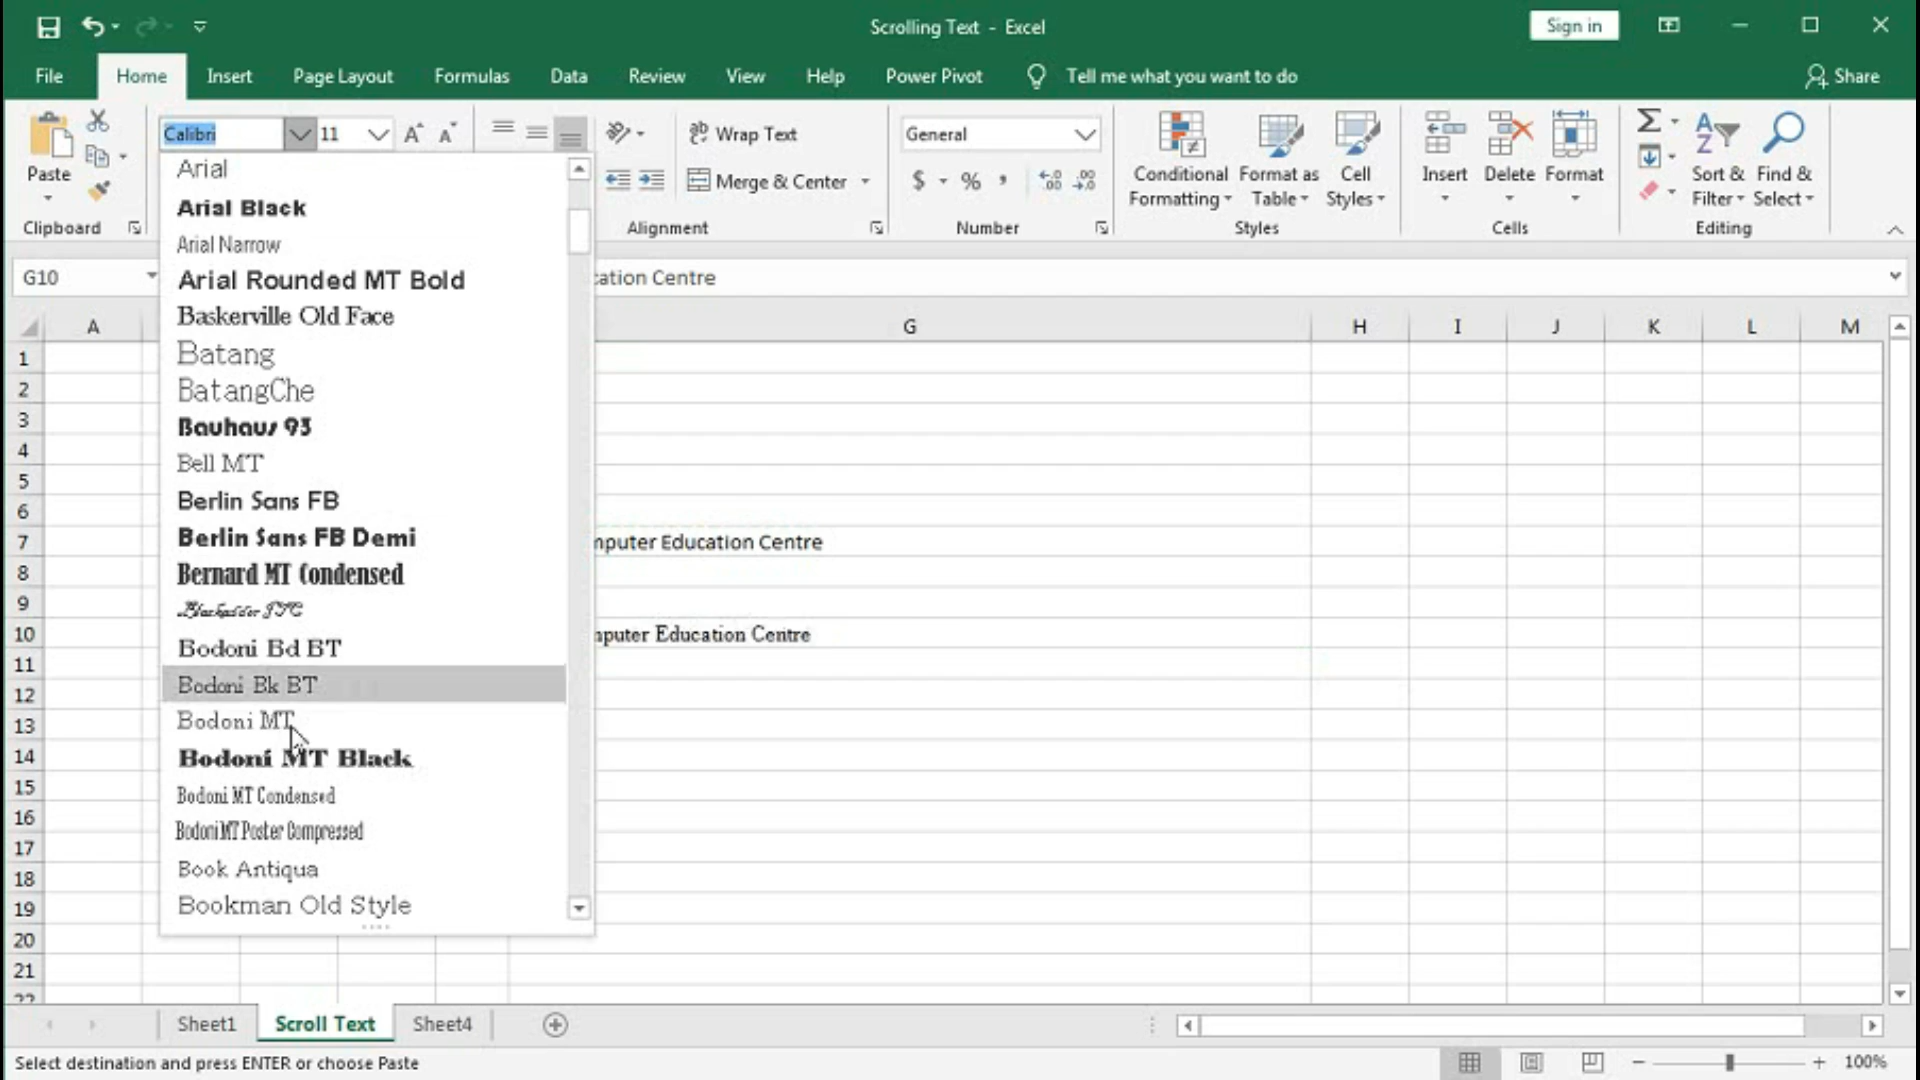 Scrolling Text - Excel
Sign in
File Home Insert Page Layout Formulas Data Review View Help Power Pivot Tell me what you want to do Share
Calibri 11 Wrap Text General
Paste
$ % , Merge & Center
Conditional Formatting
Format as Table
Cell Styles
Insert Delete Format
Sort & Filter
Find & Select
Clipboard Alignment Number Styles Cells Editing
G10
cation Centre
A G H I J K L M
Arial
Arial Black
Arial Narrow
Arial Rounded MT Bold
Baskerville Old Face
Batang
BatangChe
Bauhaus 93
Bell MT
Berlin Sans FB
Berlin Sans FB Demi
Bernard MT Condensed
Blackadder ITC
Bodoni Bd BT
Bodoni Bk BT
Bodoni MT
Bodoni MT Black
Bodoni MT Condensed
Bodoni MT Poster Compressed
Book Antiqua
Bookman Old Style
1
2
3
4
5
6
7 mputer Education Centre
8
9
10 mputer Education Centre
11
12
13
14
15
16
17
18
19
20
21
22
Sheet1 Scroll Text Sheet4
Select destination and press ENTER or choose Paste
100%